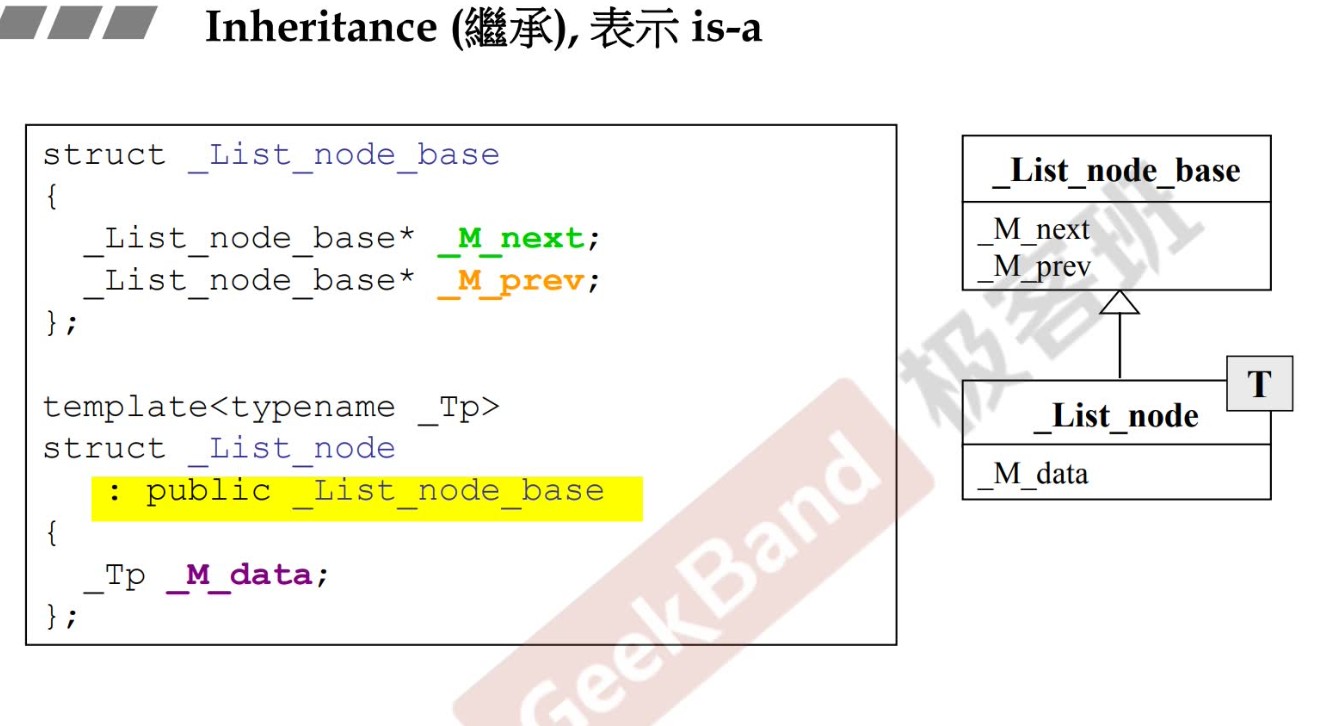 Inheritance (繼承), 表示 is-a
struct _List_node_base
{
_List_node_base* _M_next;
_List_node_base* _M_prev;
};
template<typename _Tp>
struct _List_node
: public _List_node_base
{
_Tp _M_data;
};
_List_node_base
_M_next
_M_prev
T
_List_node
_M_data
GeekBand 极客班